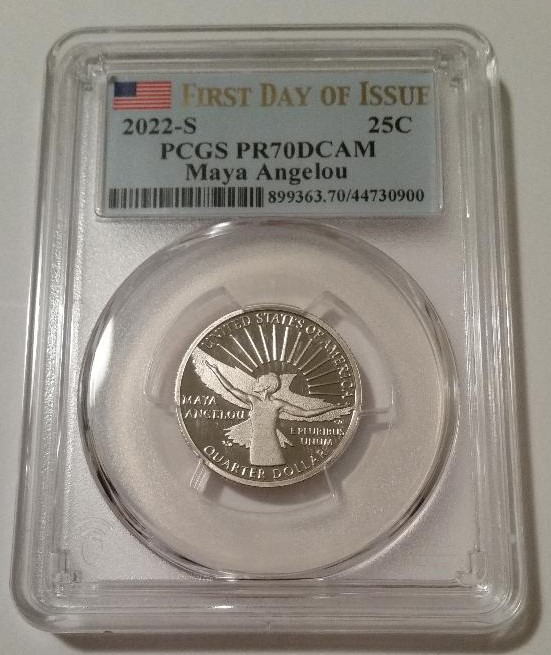 FIRST DAY OF ISSUE
2022-S 25C
PCGS PR70DCAM
Maya Angelou
899363.70/44730900
UNITED STATES OF AMERICA
MAYA
ANGELOU
E PLURIBUS
UNUM
QUARTER DOLLAR